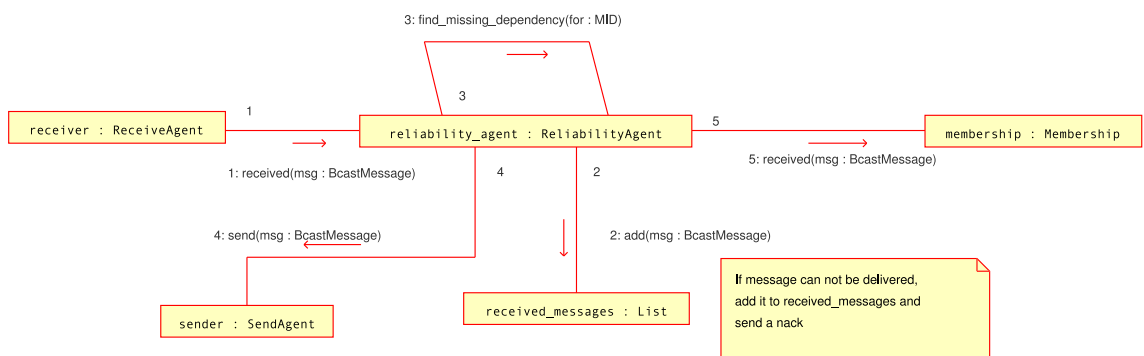 3: find_missing_dependency(for : MID)
3
1
5
receiver : ReceiveAgent
reliability_agent : ReliabilityAgent
membership : Membership
1: received(msg : BcastMessage)
4
2
5: received(msg : BcastMessage)
4: send(msg : BcastMessage)
2: add(msg : BcastMessage)
sender : SendAgent
received_messages : List
If message can not be delivered,
add it to received_messages and
send a nack